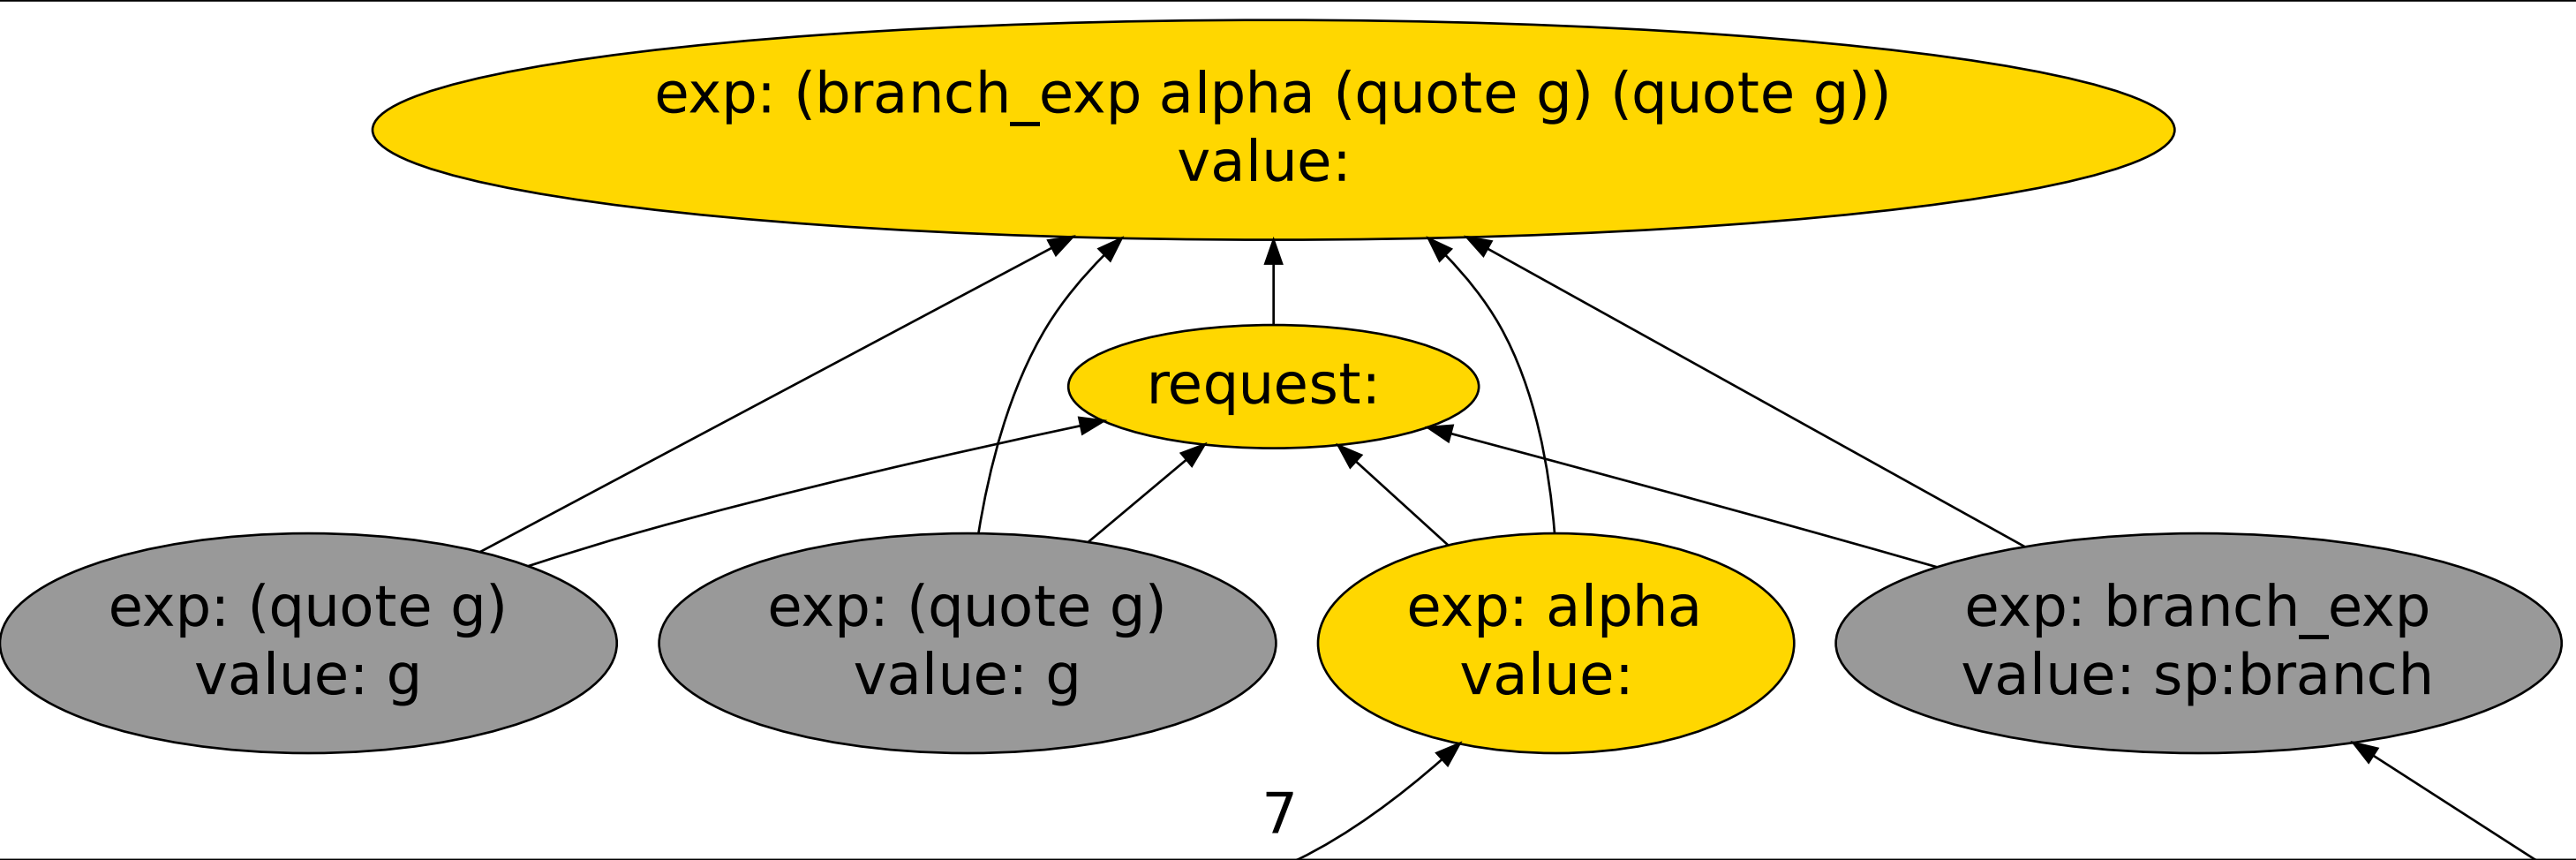 exp: (branch_exp alpha (quote g) (quote g))
value:
request:
exp: (quote g)
value: g
exp: (quote g)
value: g
exp: alpha
value:
exp: branch_exp
value: sp:branch
7